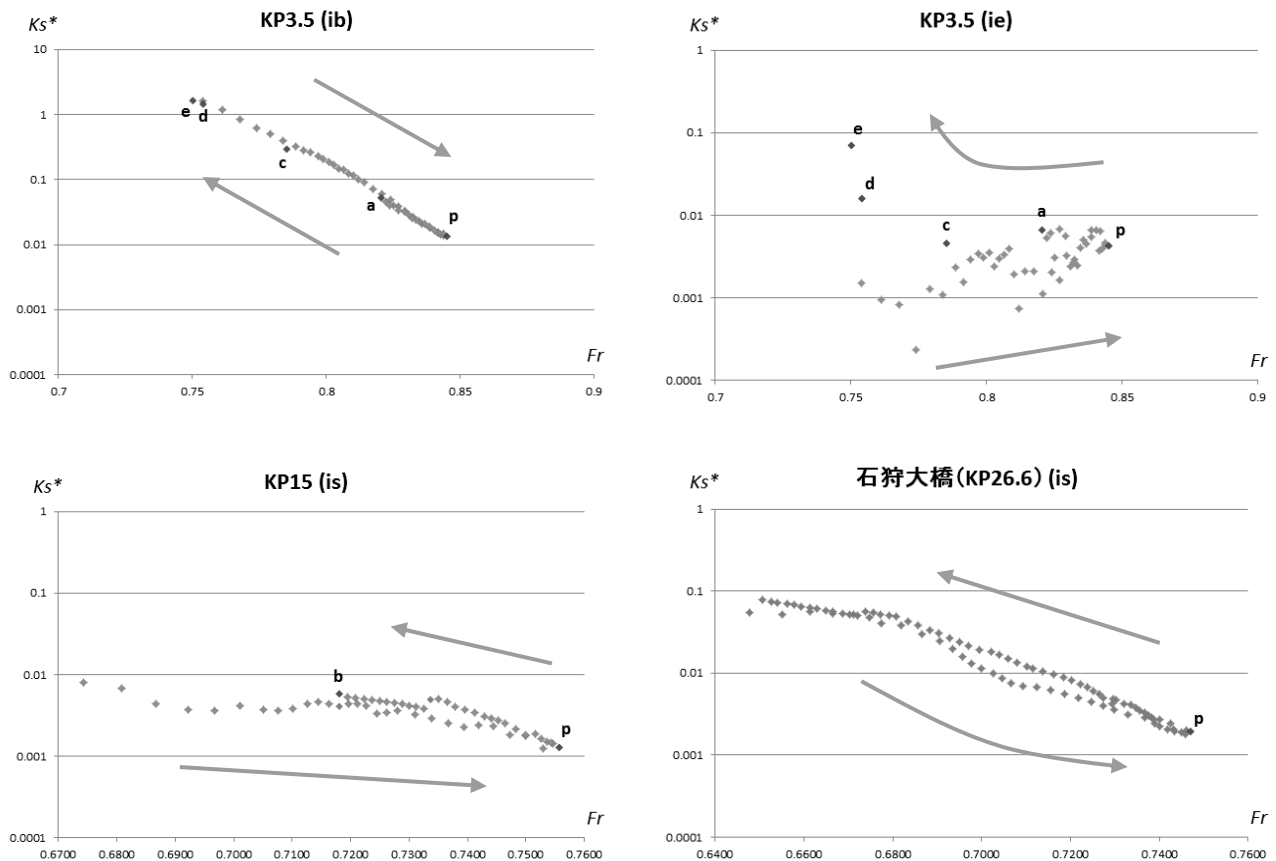 KP3.5 (ib)
Ks*
10
1
0.1
0.01
0.001
0.0001
0.7
0.75
0.8
0.85
0.9
Fr
e
d
c
a
p
KP3.5 (ie)
Ks*
1
0.1
0.01
0.001
0.0001
0.7
0.75
0.8
0.85
0.9
Fr
e
d
c
a
p
KP15 (is)
Ks*
1
0.1
0.01
0.001
0.0001
0.6700
0.6800
0.6900
0.7000
0.7100
0.7200
0.7300
0.7400
0.7500
0.7600
Fr
b
p
石狩大橋(KP26.6) (is)
Ks*
1
0.1
0.01
0.001
0.0001
0.6400
0.6600
0.6800
0.7000
0.7200
0.7400
0.7600
Fr
p